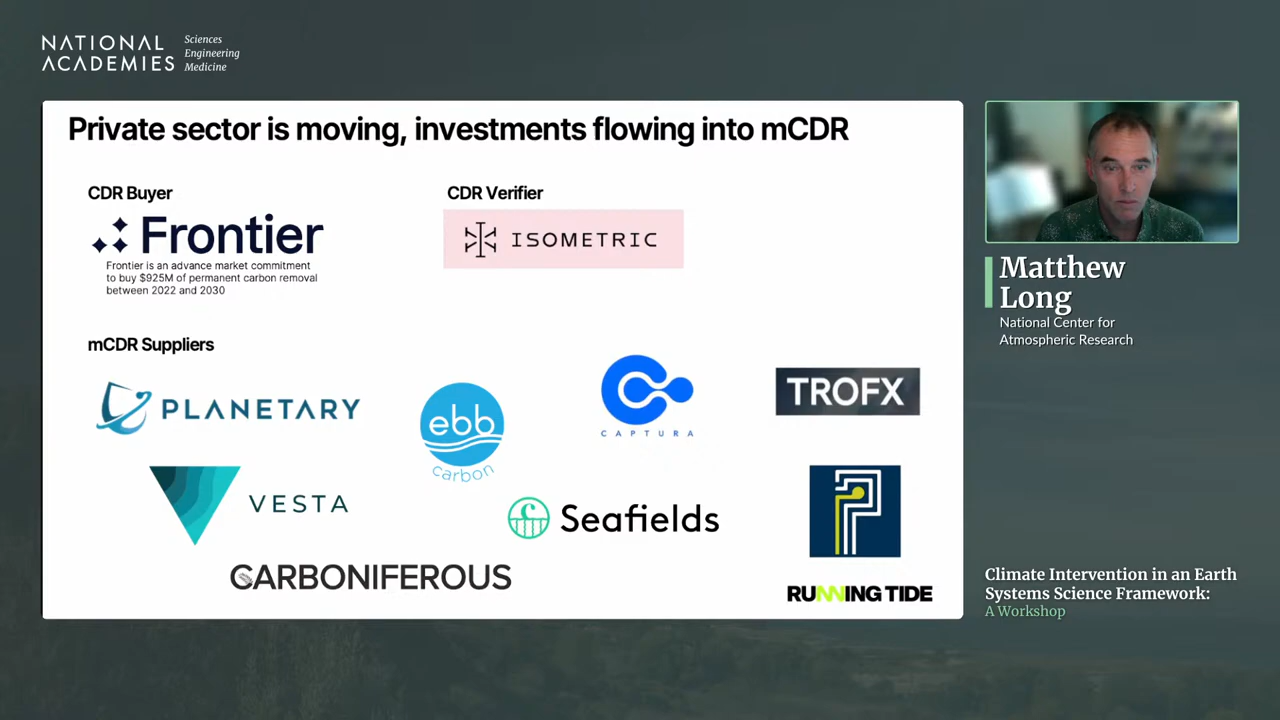 NATIONAL
ACADEMIES
Sciences
Engineering
Medicine
Private sector is moving, investments flowing into mCDR
CDR Buyer
Frontier
Frontier is an advance market commitment
to buy $925M of permanent carbon removal
between 2022 and 2030
CDR Verifier
ISOMETRIC
mCDR Suppliers
PLANETARY
ebb
carbon
CAPTURA
TROFX
VESTA
Seafields
CARBONIFEROUS
RUNNING TIDE
Matthew
Long
National Center for
Atmospheric Research
Climate Intervention in an Earth
Systems Science Framework:
A Workshop